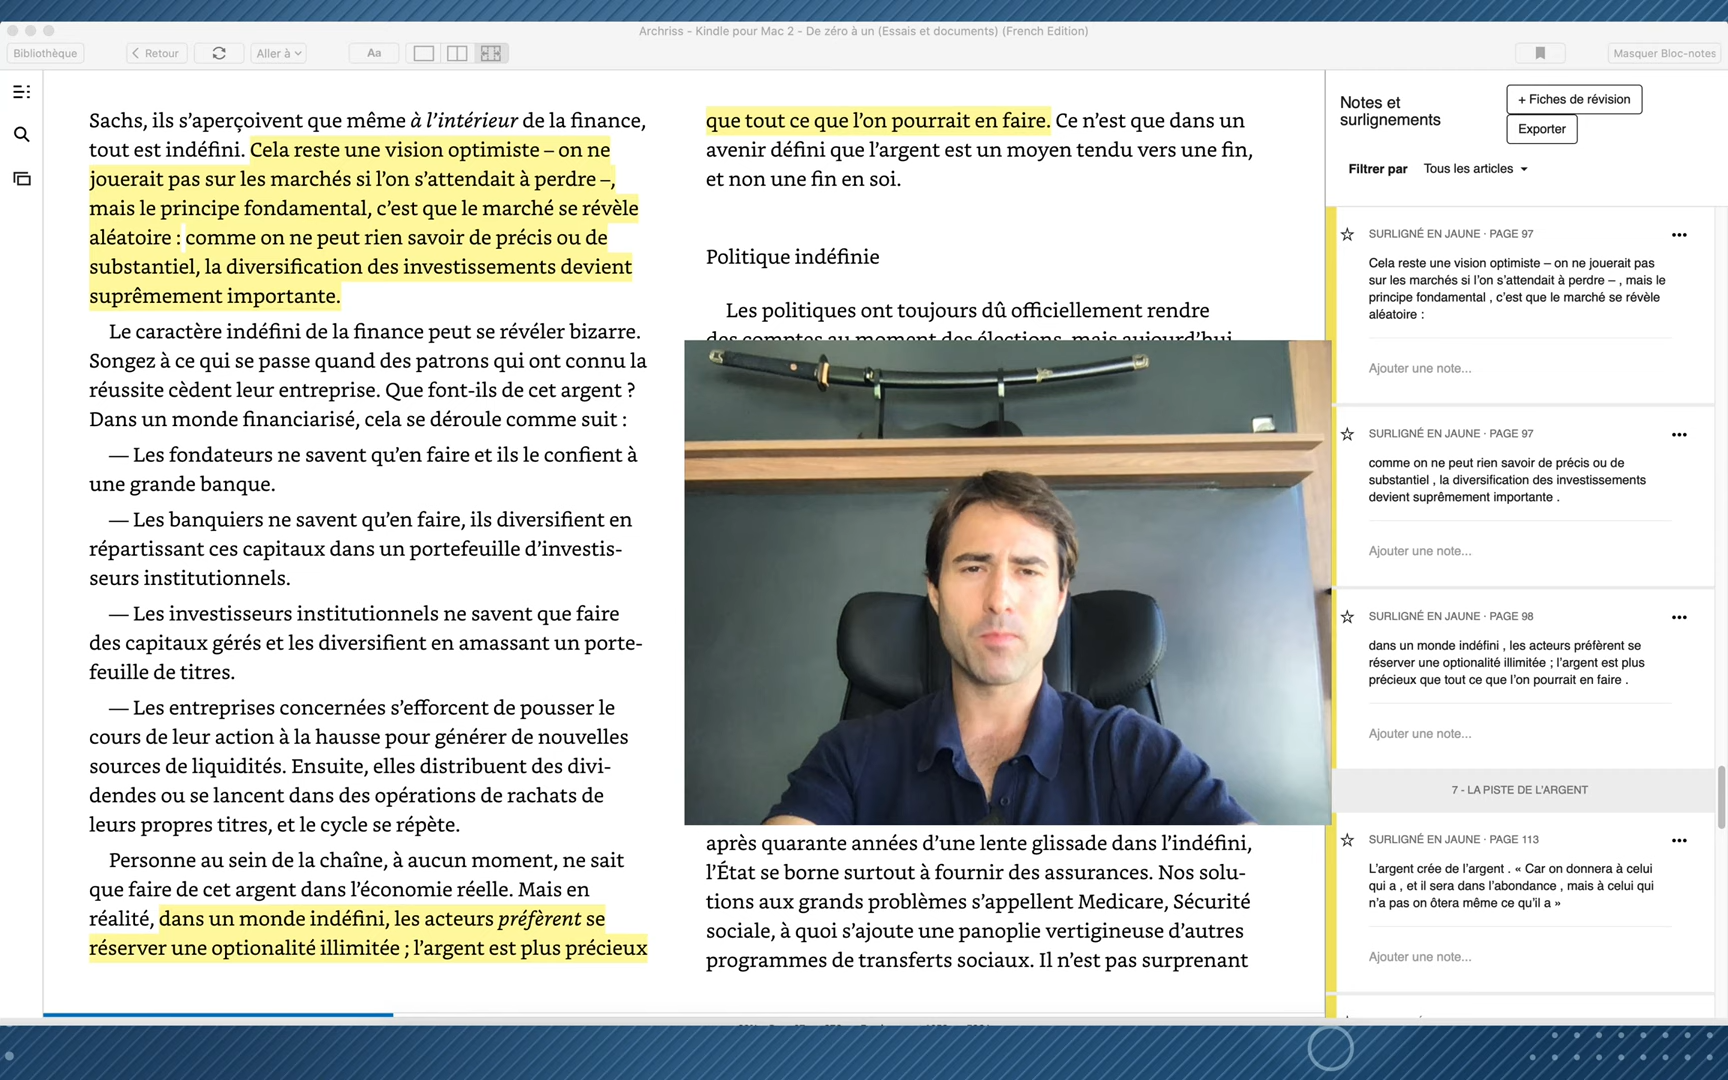 Archriss - Kindle pour Mac 2 - De zéro à un (Essais et documents) (French Edition)
Bibliothèque
Retour
Aller à
Aa
Masquer Bloc-notes
Sachs, ils s’aperçoivent que même à l’intérieur de la finance,
tout est indéfini. Cela reste une vision optimiste – on ne
jouerait pas sur les marchés si l’on s’attendait à perdre –,
mais le principe fondamental, c’est que le marché se révèle
aléatoire : comme on ne peut rien savoir de précis ou de
substantiel, la diversification des investissements devient
suprêmement importante.
Le caractère indéfini de la finance peut se révéler bizarre.
Songez à ce qui se passe quand des patrons qui ont connu la
réussite cèdent leur entreprise. Que font-ils de cet argent ?
Dans un monde financiarisé, cela se déroule comme suit :
— Les fondateurs ne savent qu’en faire et ils le confient à
une grande banque.
— Les banquiers ne savent qu’en faire, ils diversifient en
répartissant ces capitaux dans un portefeuille d’investis-
seurs institutionnels.
— Les investisseurs institutionnels ne savent que faire
des capitaux gérés et les diversifient en amassant un porte-
feuille de titres.
— Les entreprises concernées s’efforcent de pousser le
cours de leur action à la hausse pour générer de nouvelles
sources de liquidités. Ensuite, elles distribuent des divi-
dendes ou se lancent dans des opérations de rachats de
leurs propres titres, et le cycle se répète.
Personne au sein de la chaîne, à aucun moment, ne sait
que faire de cet argent dans l’économie réelle. Mais en
réalité, dans un monde indéfini, les acteurs préfèrent se
réserver une optionalité illimitée ; l’argent est plus précieux
que tout ce que l’on pourrait en faire. Ce n’est que dans un
avenir défini que l’argent est un moyen tendu vers une fin,
et non une fin en soi.
Politique indéfinie
Les politiques ont toujours dû officiellement rendre
des comptes au moment des élections, mais aujourd’hui
après quarante années d’une lente glissade dans l’indéfini,
l’État se borne surtout à fournir des assurances. Nos solu-
tions aux grands problèmes s’appellent Medicare, Sécurité
sociale, à quoi s’ajoute une panoplie vertigineuse d’autres
programmes de transferts sociaux. Il n’est pas surprenant
Notes et
surlignements
+ Fiches de révision
Exporter
Filtrer par Tous les articles
SURLIGNÉ EN JAUNE · PAGE 97
Cela reste une vision optimiste – on ne jouerait pas
sur les marchés si l’on s’attendait à perdre – , mais le
principe fondamental , c’est que le marché se révèle
aléatoire :
Ajouter une note...
SURLIGNÉ EN JAUNE · PAGE 97
comme on ne peut rien savoir de précis ou de
substantiel , la diversification des investissements
devient suprêmement importante .
Ajouter une note...
SURLIGNÉ EN JAUNE · PAGE 98
dans un monde indéfini , les acteurs préfèrent se
réserver une optionalité illimitée ; l’argent est plus
précieux que tout ce que l’on pourrait en faire .
Ajouter une note...
7 - LA PISTE DE L’ARGENT
SURLIGNÉ EN JAUNE · PAGE 113
L’argent crée de l’argent . « Car on donnera à celui
qui a , et il sera dans l’abondance , mais à celui qui
n’a pas on ôtera même ce qu’il a »
Ajouter une note...